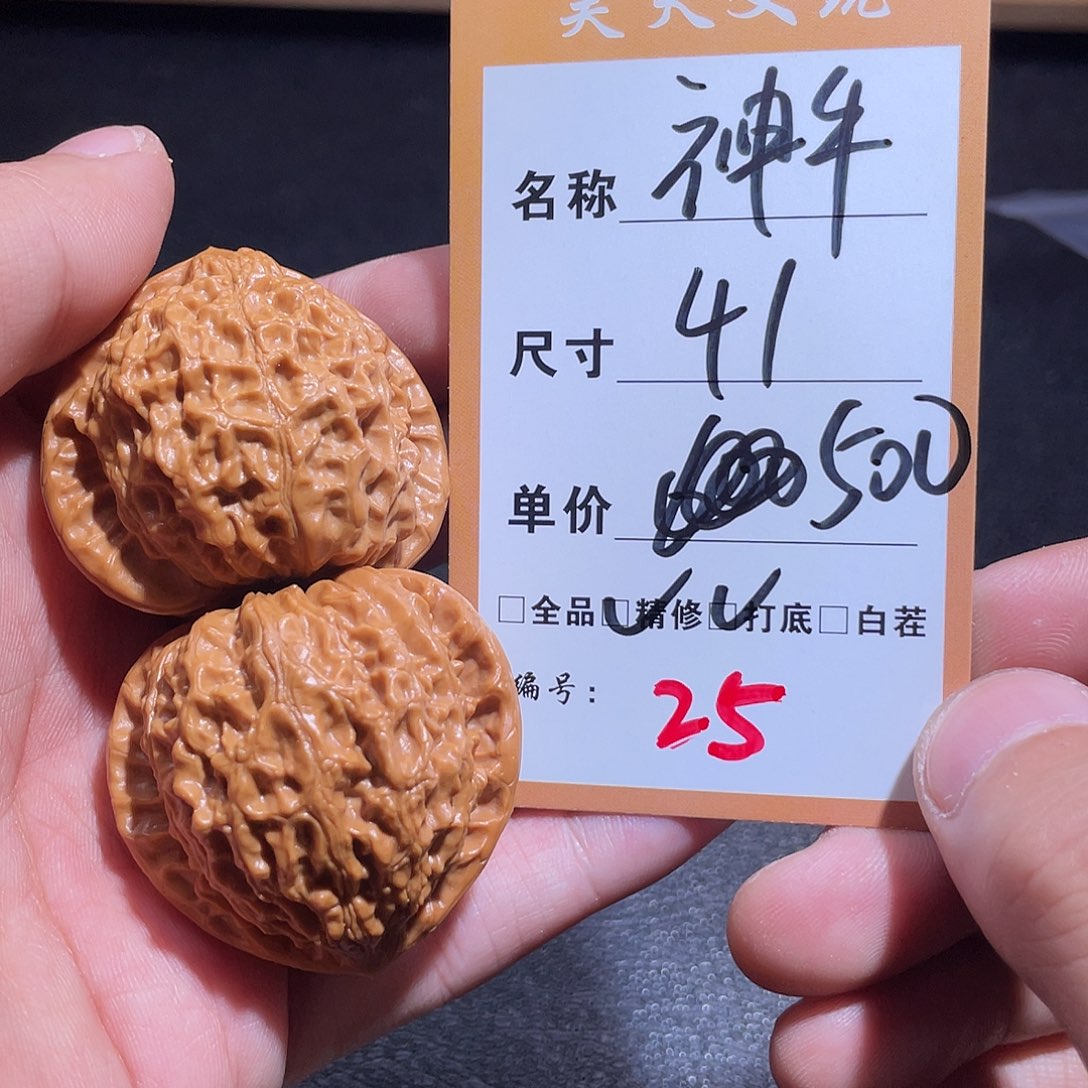 名称 神牛
尺寸 41
单价 500
□全品 ☑精修 ☑打底 □白茬
编号: 25